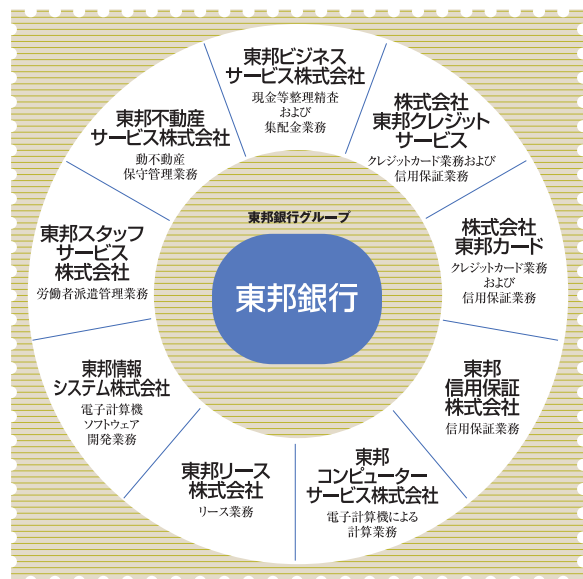 東邦ビジネス
サービス株式会社
現金等整理精査
および
集配金業務
株式会社
東邦クレジット
サービス
クレジットカード業務および
信用保証業務
株式会社
東邦カード
クレジットカード業務
および
信用保証業務
東邦
信用保証
株式会社
信用保証業務
東邦
コンピューター
サービス株式会社
電子計算機による
計算業務
東邦リース
株式会社
リース業務
東邦情報
システム株式会社
電子計算機
ソフトウェア
開発業務
東邦スタッフ
サービス
株式会社
労働者派遣管理業務
東邦不動産
サービス株式会社
動不動産
保守管理業務
東邦銀行グループ
東邦銀行